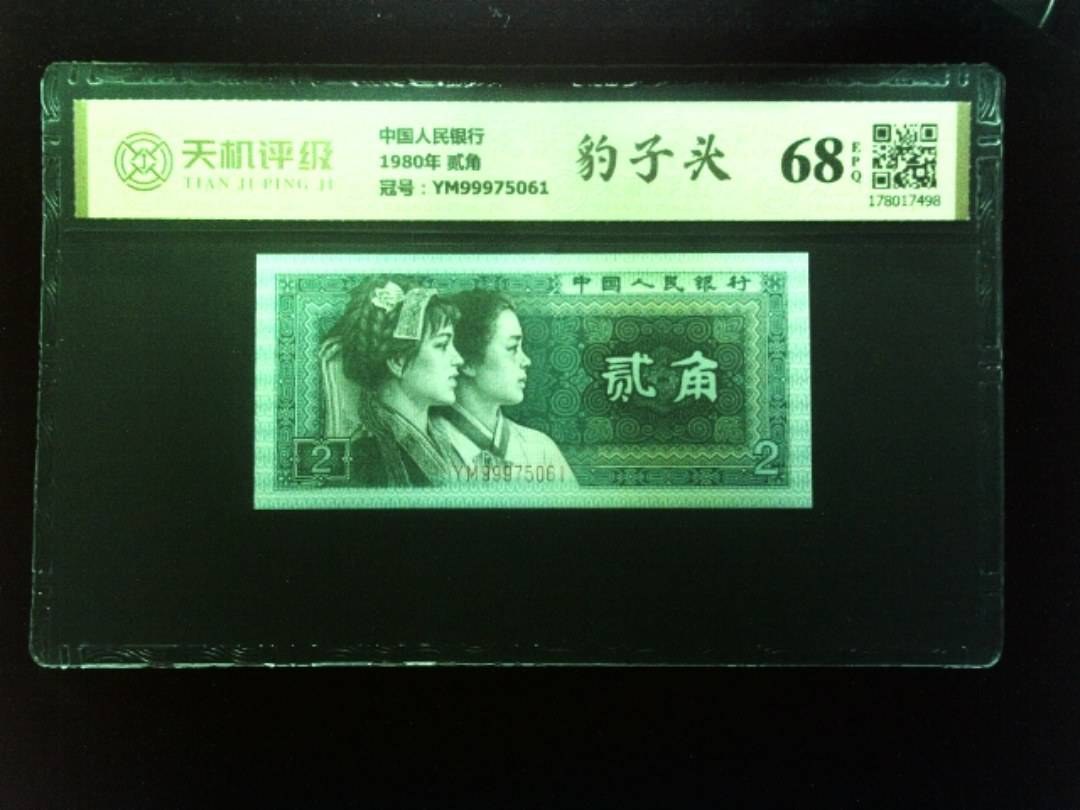 天机评级
TIAN JI PING JI
中国人民银行
1980年 贰角
冠号：YM99975061
豹子头
68
EPQ
178017498
中国人民银行
贰角
2
2
YM99975061